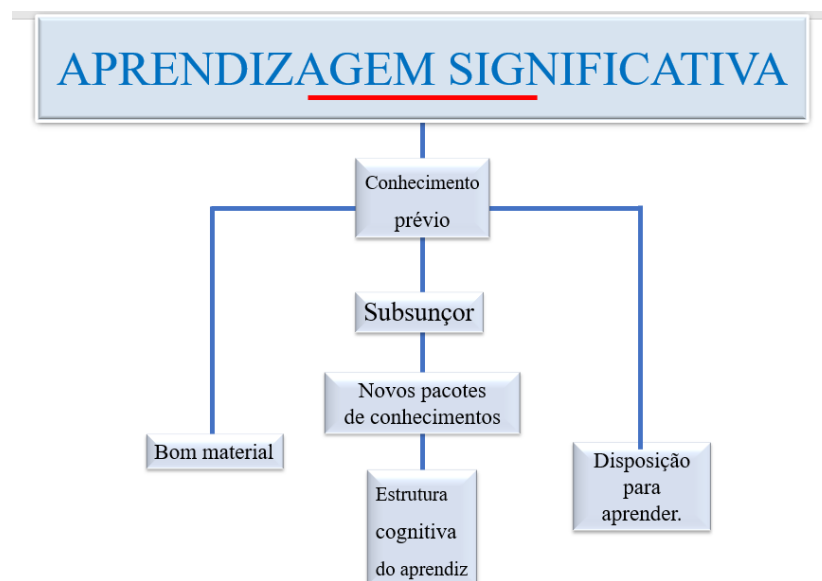 APRENDIZAGEM SIGNIFICATIVA
Conhecimento
prévio
Subsunçor
Novos pacotes
de conhecimentos
Bom material
Disposição
para
aprender.
Estrutura
cognitiva
do aprendiz